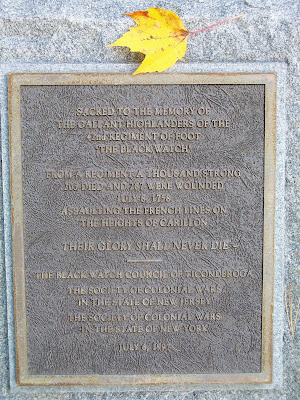 SACRED TO THE MEMORY OF
THE GALLANT HIGHLANDERS OF THE
42nd REGIMENT OF FOOT
"THE BLACK WATCH"
FROM A REGIMENT A THOUSAND STRONG
DIED AND WERE WOUNDED
JULY 8, 1758
ASSAULTING THE FRENCH LINES ON
THE HEIGHTS OF CARILLON
THEIR GLORY SHALL NEVER DIE
THE BLACK WATCH COUNCIL OF TICONDEROGA
THE SOCIETY OF COLONIAL WARS
IN THE STATE OF NEW JERSEY
THE SOCIETY OF COLONIAL WARS
IN THE STATE OF NEW YORK
JULY 6, 1997